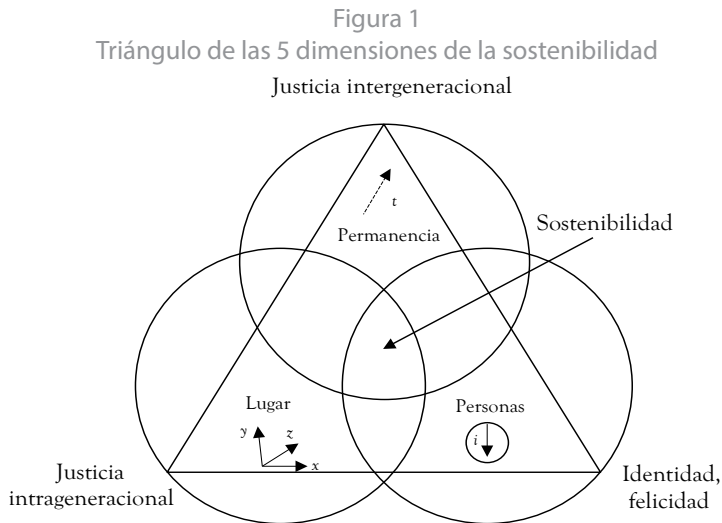 Figura 1
Triángulo de las 5 dimensiones de la sostenibilidad
Justicia intergeneracional
t
Permanencia
Sostenibilidad
Lugar
y
z
x
Personas
i
Justicia
intrageneracional
Identidad,
felicidad